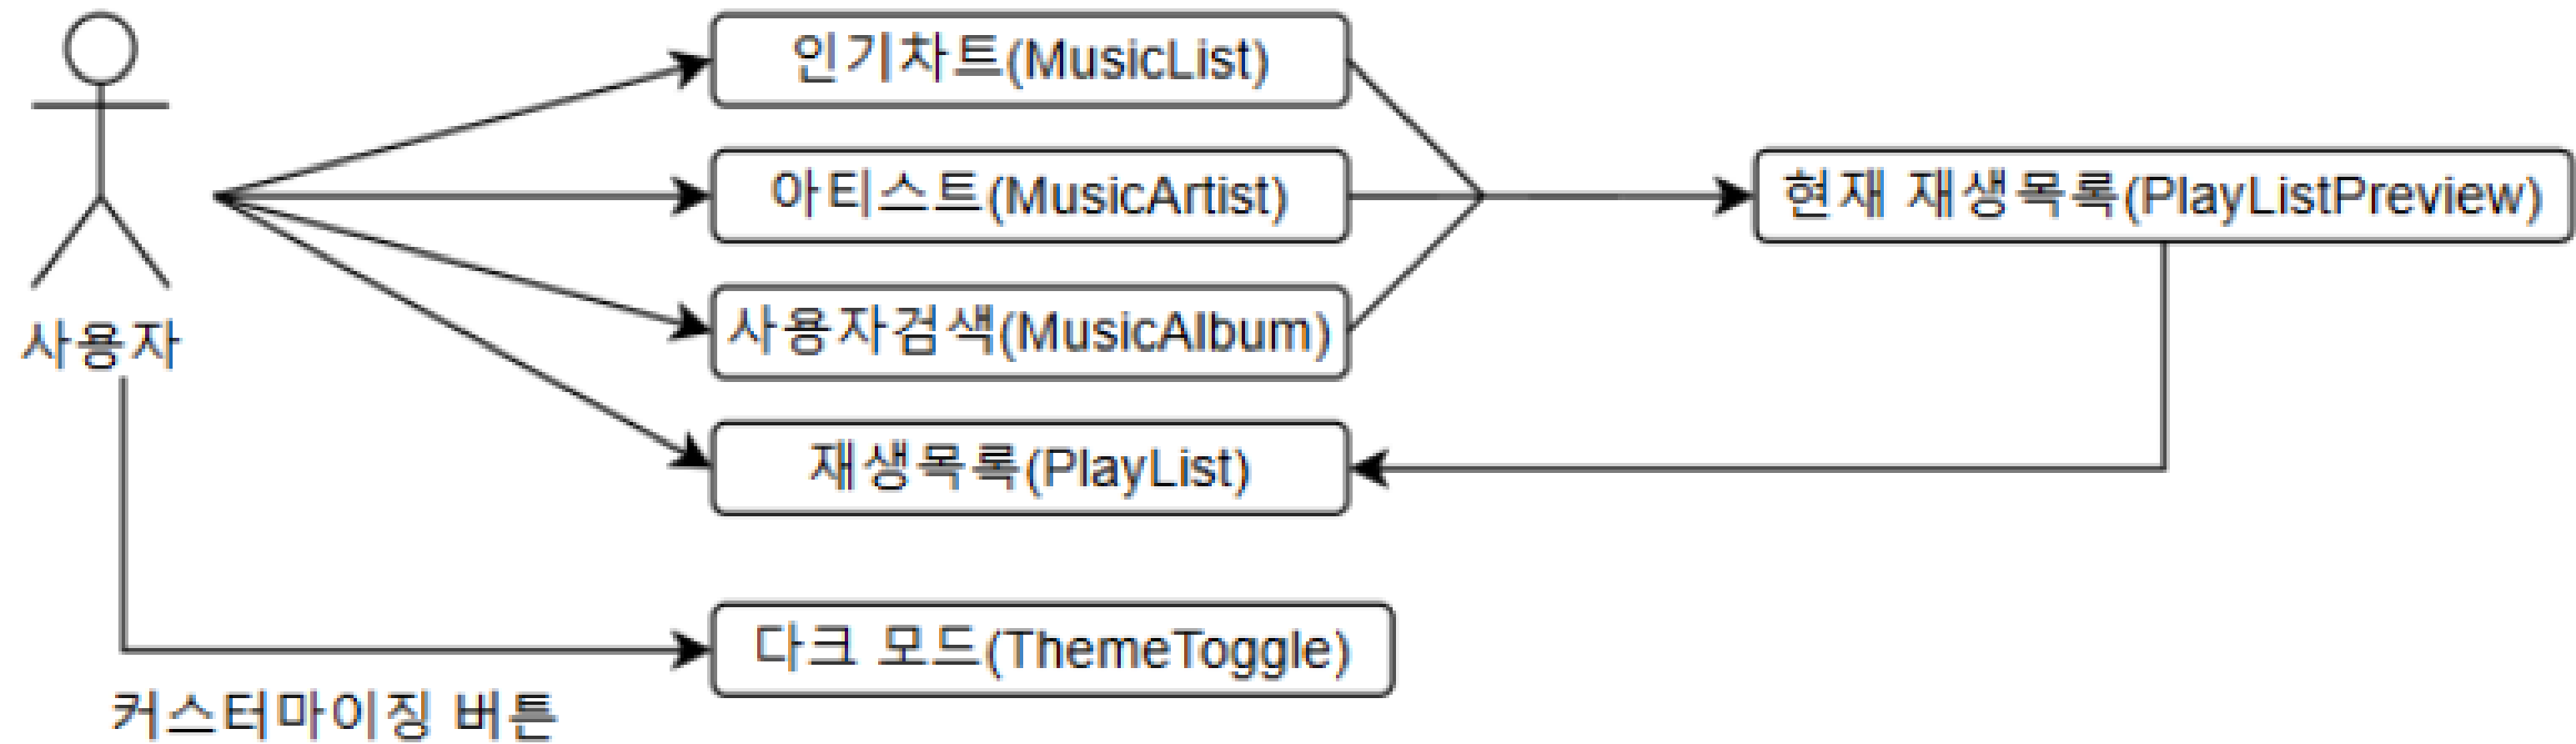 인기차트(MusicList)
아티스트(MusicArtist)
현재 재생목록(PlayListPreview)
사용자검색(MusicAlbum)
사용자
재생목록(PlayList)
다크 모드(ThemeToggle)
커스터마이징 버튼